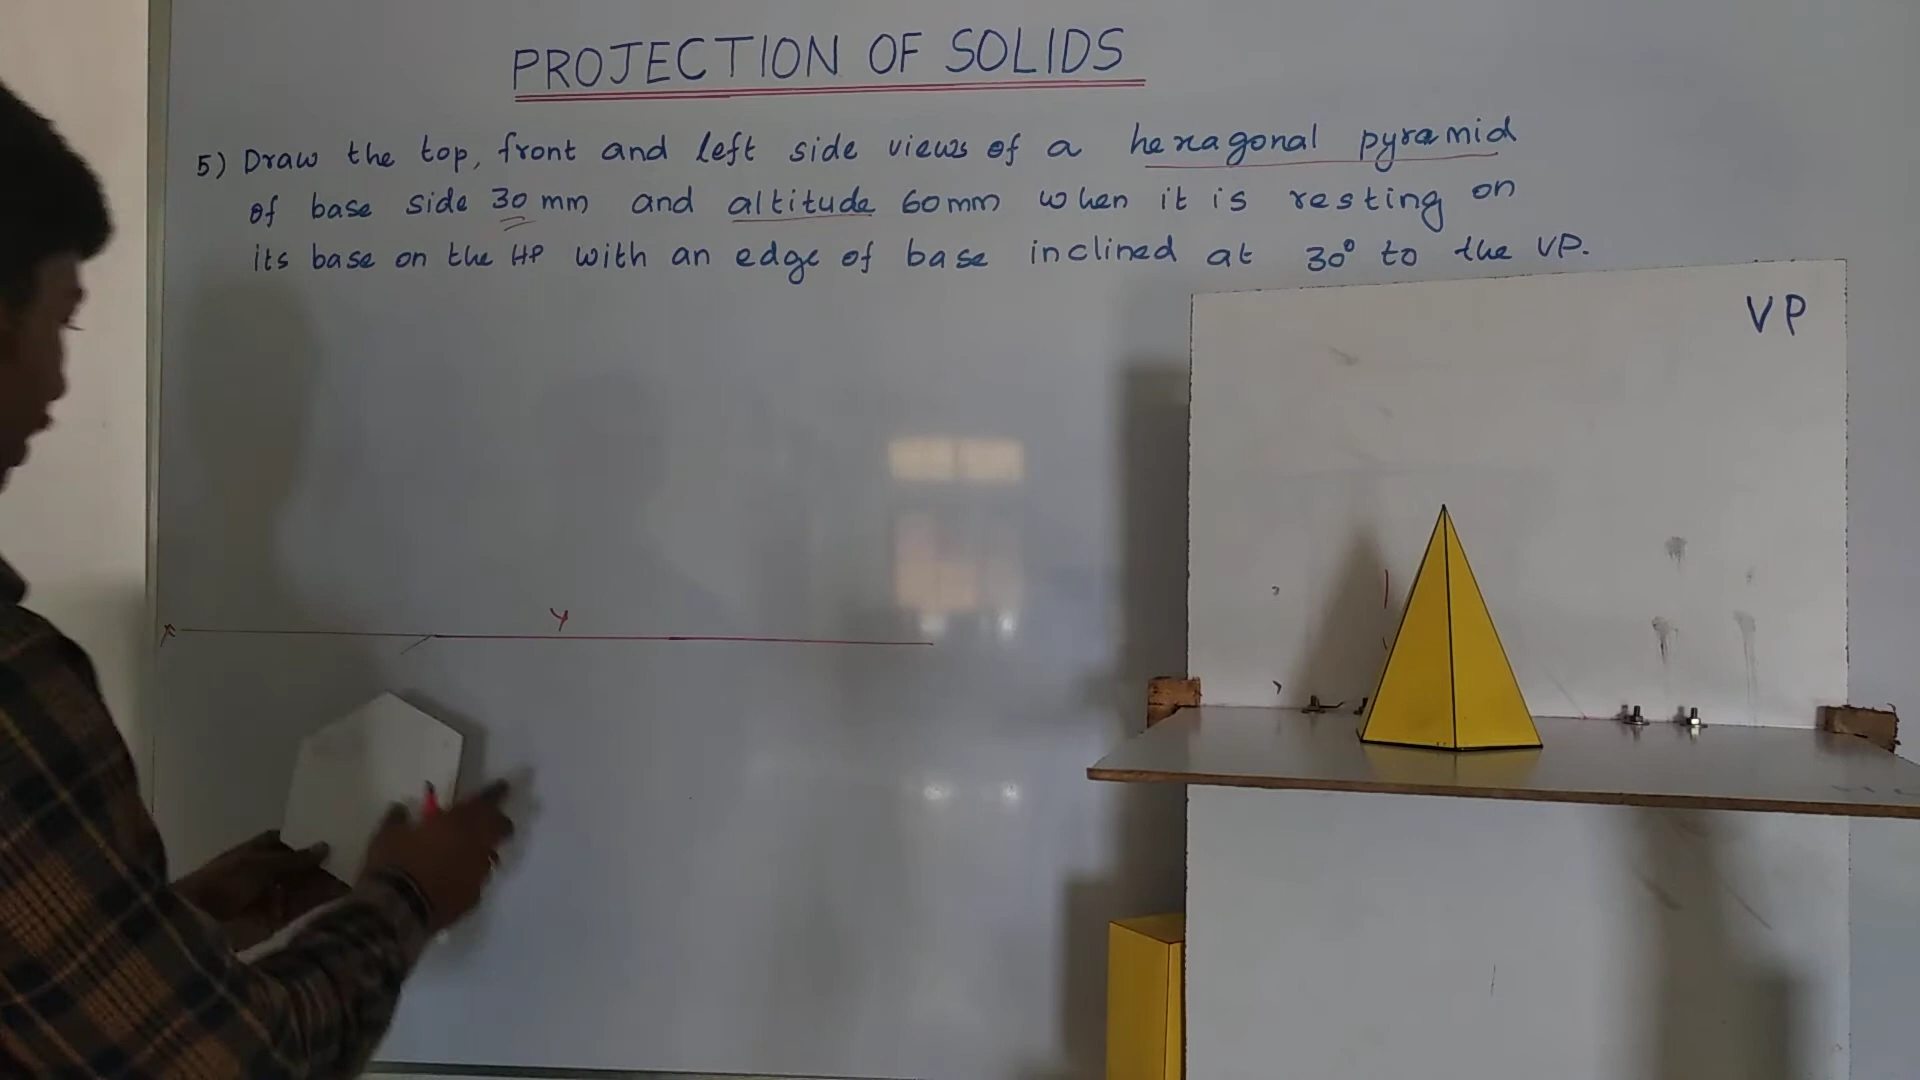 PROJECTION OF SOLIDS
5) Draw the top, front and left side views of a hexagonal pyramid
of base side 30 mm and altitude 60mm when it is resting on
its base on the HP with an edge of base inclined at 30° to the VP.
VP
X Y